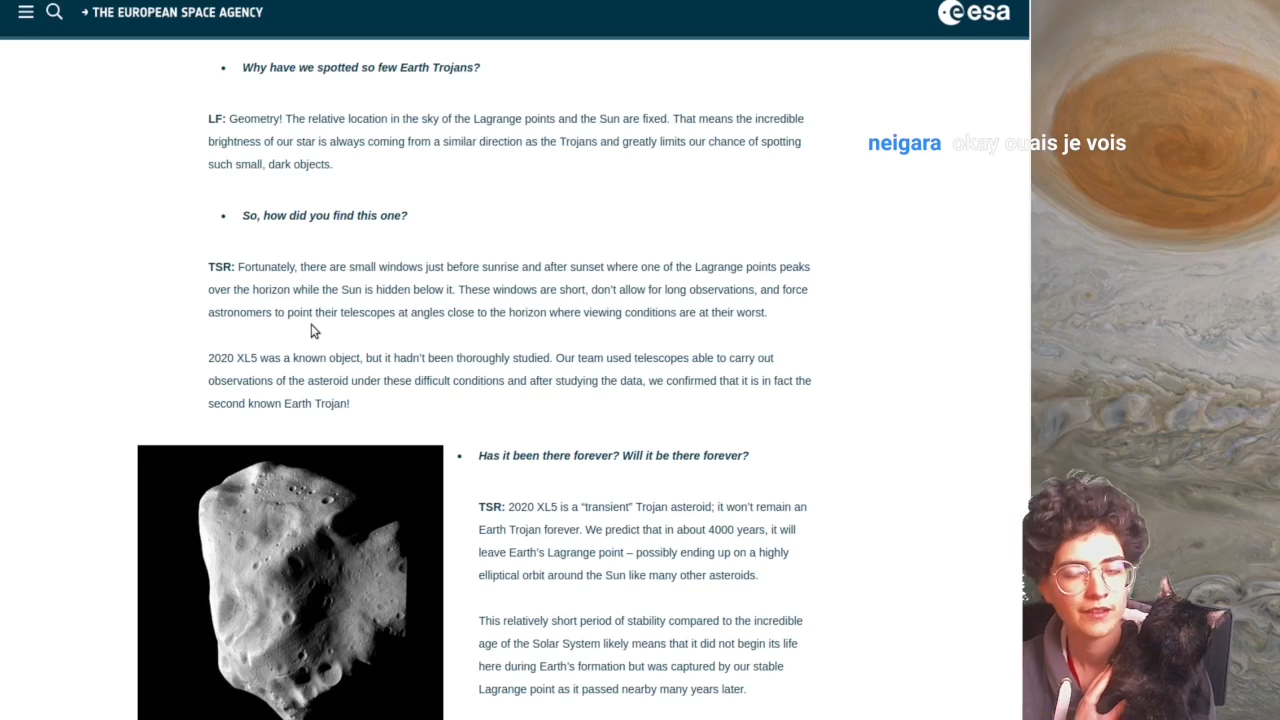 → THE EUROPEAN SPACE AGENCY
esa
• Why have we spotted so few Earth Trojans?
LF: Geometry! The relative location in the sky of the Lagrange points and the Sun are fixed. That means the incredible
brightness of our star is always coming from a similar direction as the Trojans and greatly limits our chance of spotting
such small, dark objects.
neigara okay ouais je vois
• So, how did you find this one?
TSR: Fortunately, there are small windows just before sunrise and after sunset where one of the Lagrange points peaks
over the horizon while the Sun is hidden below it. These windows are short, don’t allow for long observations, and force
astronomers to point their telescopes at angles close to the horizon where viewing conditions are at their worst.
2020 XL5 was a known object, but it hadn’t been thoroughly studied. Our team used telescopes able to carry out
observations of the asteroid under these difficult conditions and after studying the data, we confirmed that it is in fact the
second known Earth Trojan!
• Has it been there forever? Will it be there forever?
TSR: 2020 XL5 is a “transient” Trojan asteroid; it won’t remain an
Earth Trojan forever. We predict that in about 4000 years, it will
leave Earth’s Lagrange point – possibly ending up on a highly
elliptical orbit around the Sun like many other asteroids.
This relatively short period of stability compared to the incredible
age of the Solar System likely means that it did not begin its life
here during Earth’s formation but was captured by our stable
Lagrange point as it passed nearby many years later.